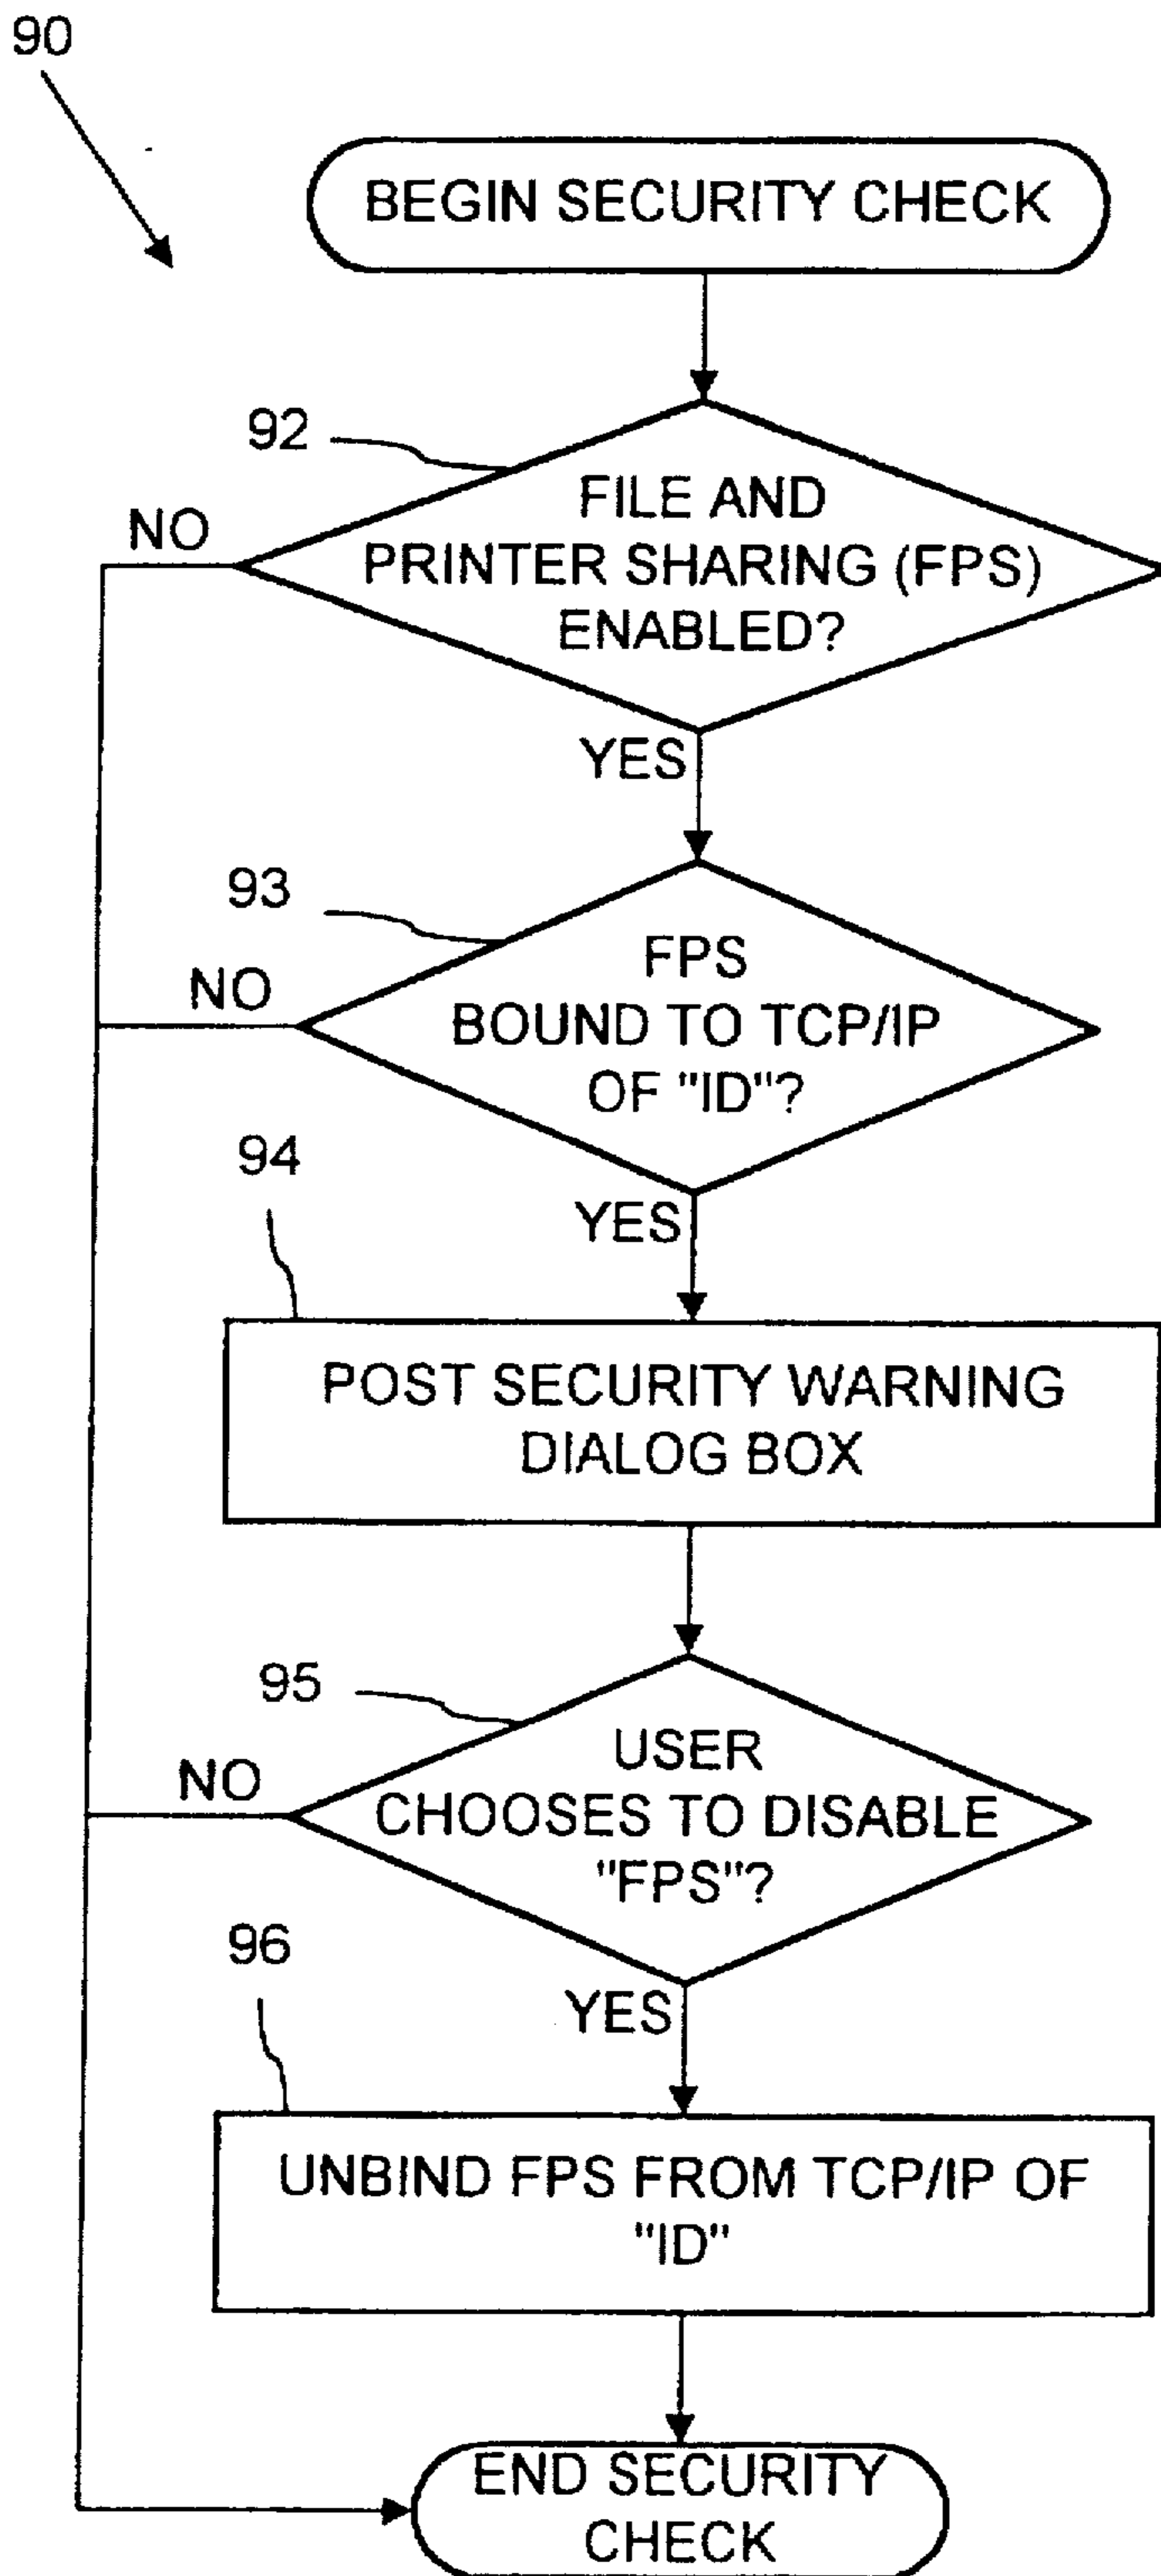 90
BEGIN SECURITY CHECK
92
FILE AND
PRINTER SHARING (FPS)
ENABLED?
NO
YES
93
FPS
BOUND TO TCP/IP
OF "ID"?
NO
YES
94
POST SECURITY WARNING
DIALOG BOX
95
USER
CHOOSES TO DISABLE
"FPS"?
NO
YES
96
UNBIND FPS FROM TCP/IP OF
"ID"
END SECURITY
CHECK